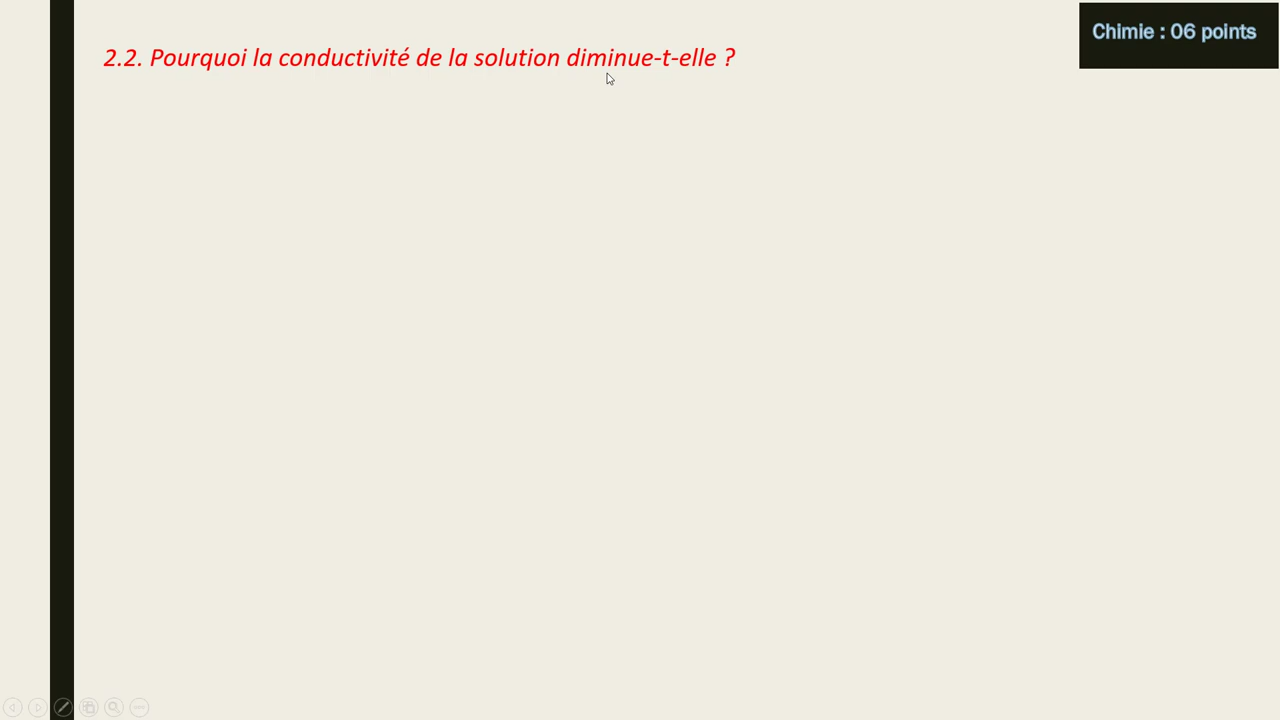 Chimie : 06 points
2.2. Pourquoi la conductivité de la solution diminue-t-elle ?